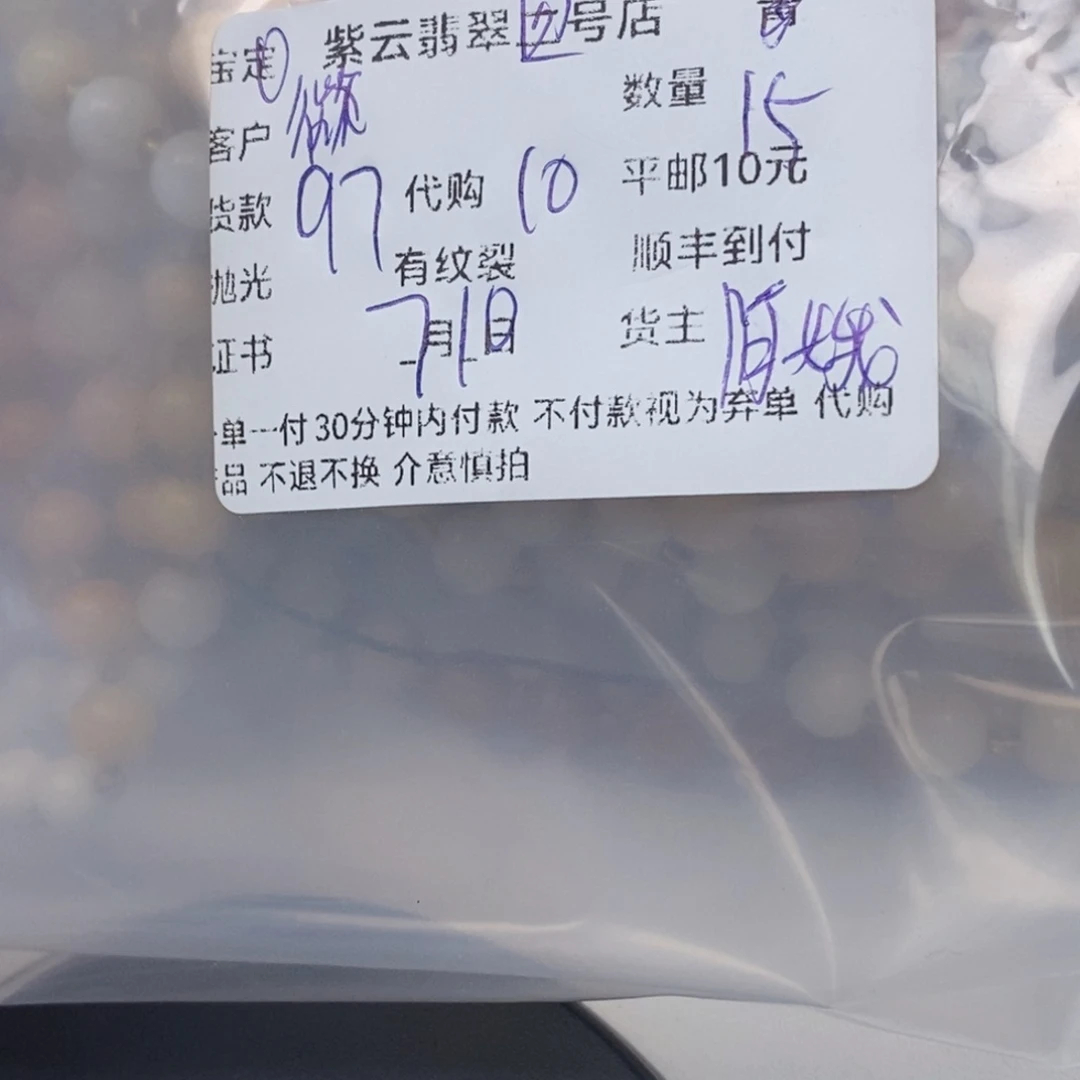 宝定 紫云翡翠五号店
客户 数量 15
货款 97 代购 10 平邮10元
抛光 有纹裂 顺丰到付
证书 7月1日 货主
单一付30分钟内付款 不付款视为弃单 代购
品 不退不换 介意慎拍